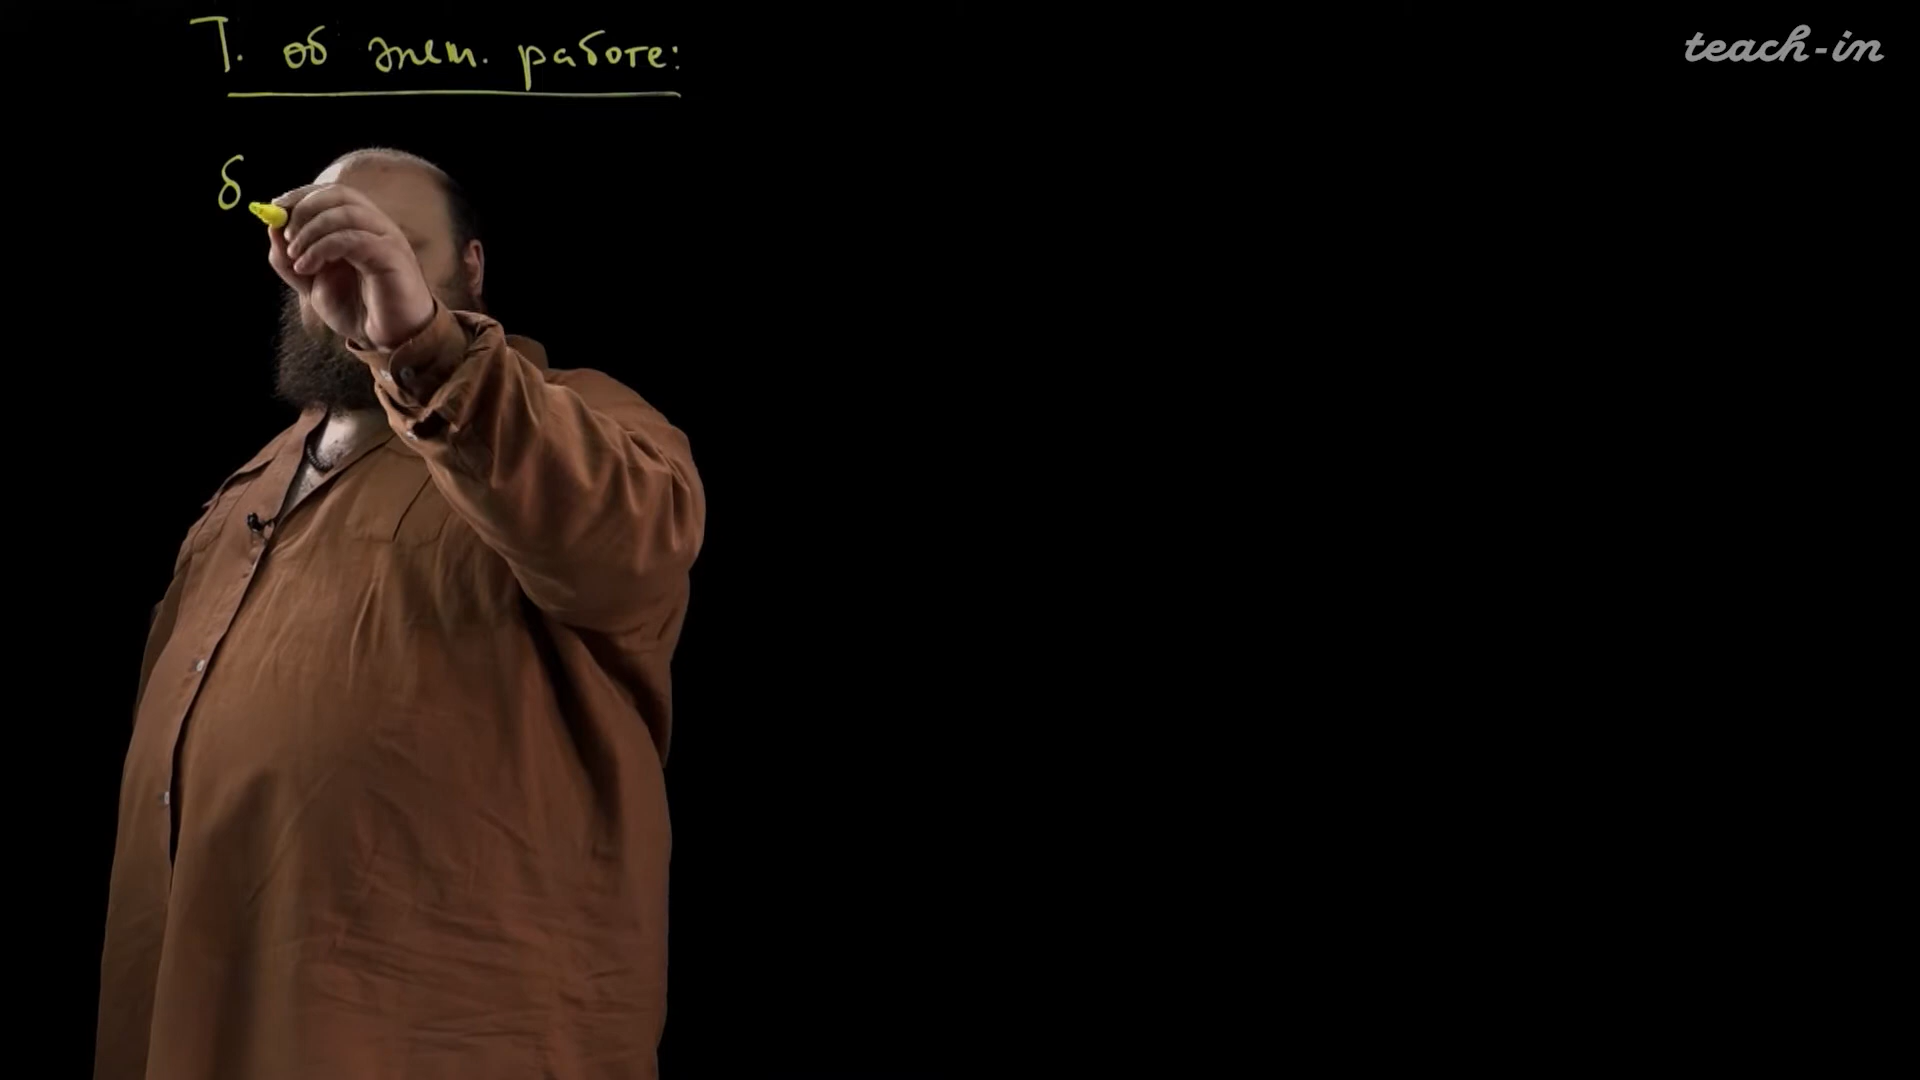 Т. об элем. работе:
teach-in
δ